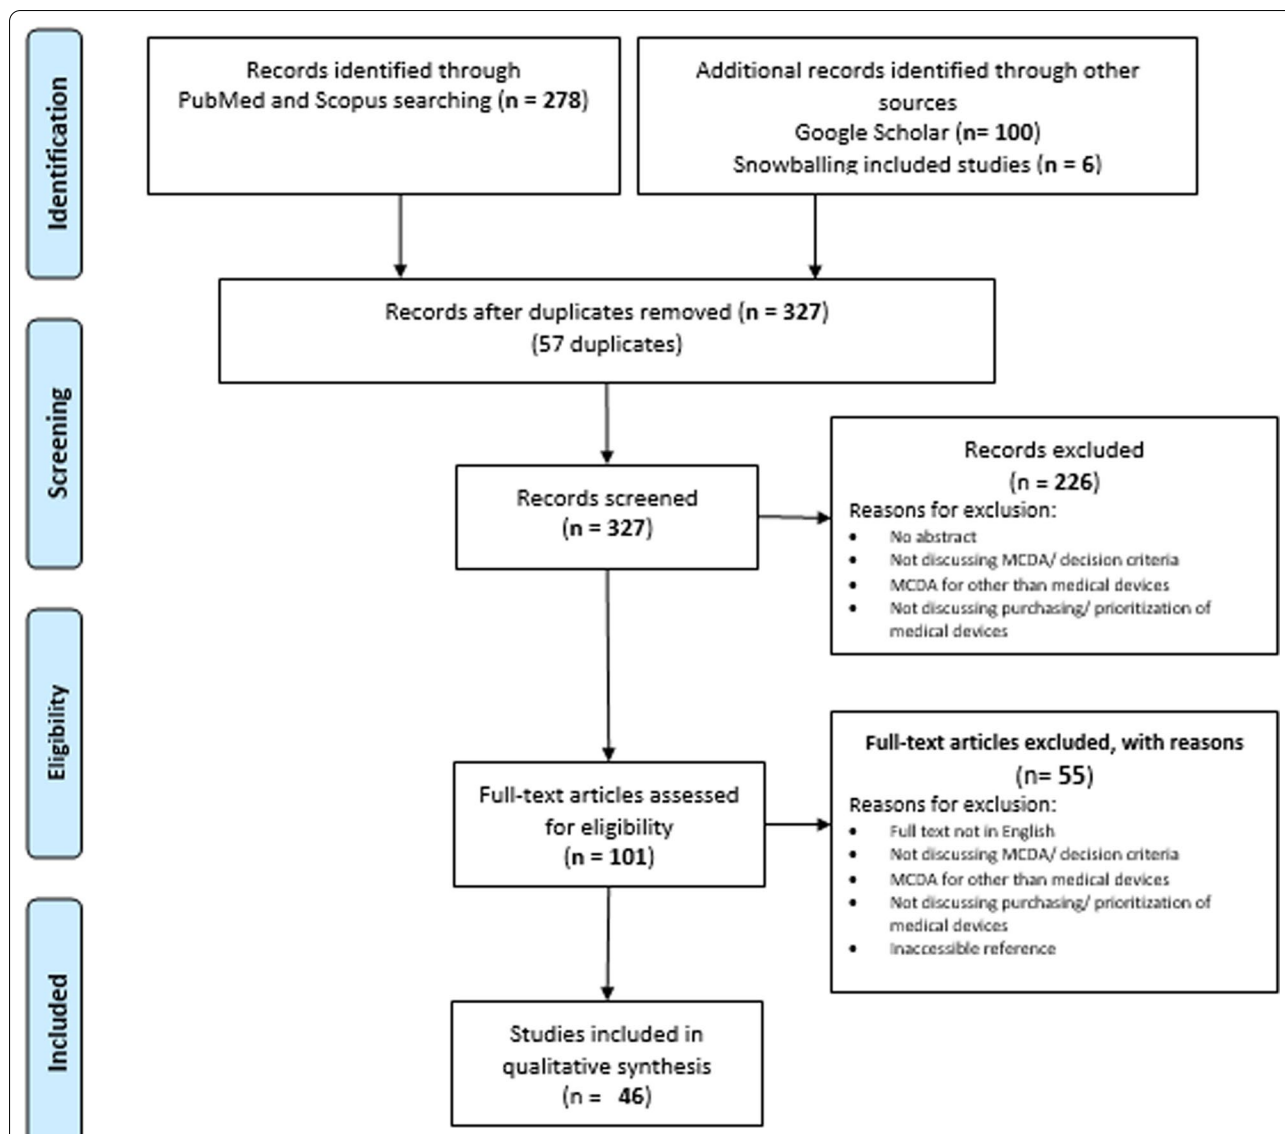 Identification
Records identified through
PubMed and Scopus searching (n = 278)
Additional records identified through other
sources
Google Scholar (n= 100)
Snowballing included studies (n = 6)
Records after duplicates removed (n = 327)
(57 duplicates)
Screening
Records screened
(n = 327)
Records excluded
(n = 226)
Reasons for exclusion:
• No abstract
• Not discussing MCDA/ decision criteria
• MCDA for other than medical devices
• Not discussing purchasing/ prioritization of
medical devices
Eligibility
Full-text articles assessed
for eligibility
(n = 101)
Full-text articles excluded, with reasons
(n= 55)
Reasons for exclusion:
• Full text not in English
• Not discussing MCDA/ decision criteria
• MCDA for other than medical devices
• Not discussing purchasing/ prioritization of
medical devices
• Inaccessible reference
Included
Studies included in
qualitative synthesis
(n = 46)